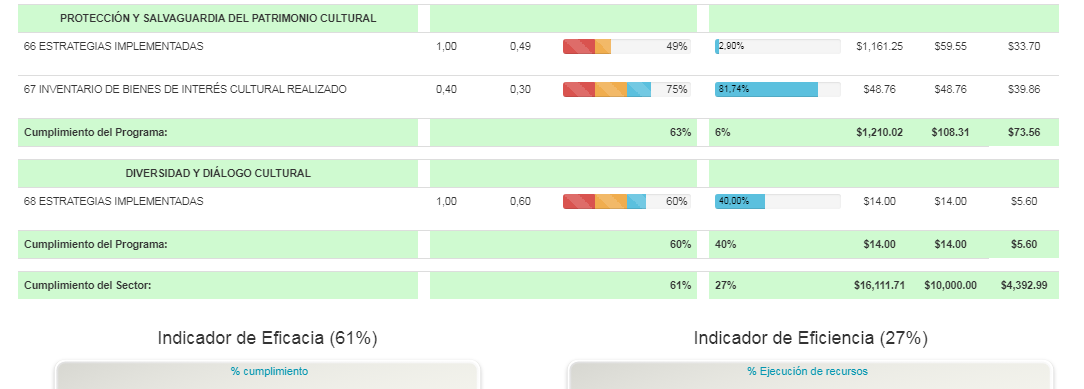 PROTECCIÓN Y SALVAGUARDIA DEL PATRIMONIO CULTURAL
66 ESTRATEGIAS IMPLEMENTADAS 1,00 0,49 49% 2,90% $1,161.25 $59.55 $33.70
67 INVENTARIO DE BIENES DE INTERÉS CULTURAL REALIZADO 0,40 0,30 75% 81,74% $48.76 $48.76 $39.86
Cumplimiento del Programa: 63% 6% $1,210.02 $108.31 $73.56
DIVERSIDAD Y DIÁLOGO CULTURAL
68 ESTRATEGIAS IMPLEMENTADAS 1,00 0,60 60% 40,00% $14.00 $14.00 $5.60
Cumplimiento del Programa: 60% 40% $14.00 $14.00 $5.60
Cumplimiento del Sector: 61% 27% $16,111.71 $10,000.00 $4,392.99
Indicador de Eficacia (61%) Indicador de Eficiencia (27%)
% cumplimiento % Ejecución de recursos